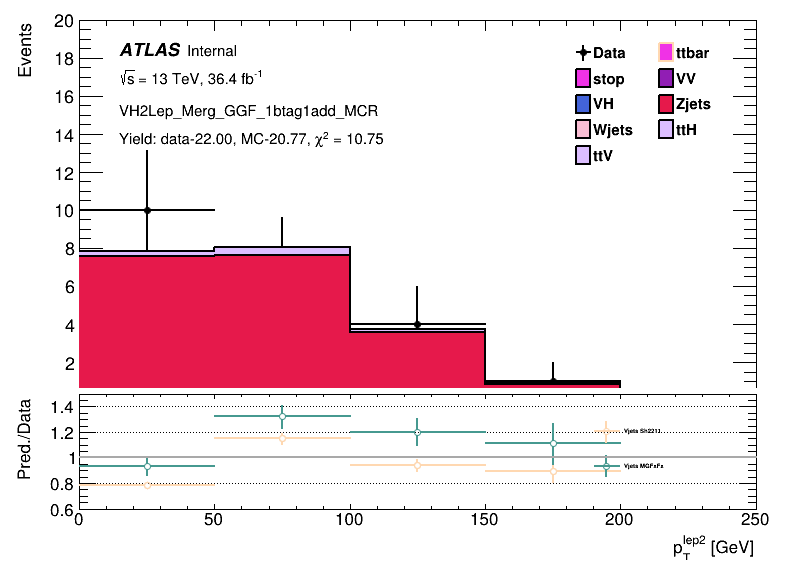 Events
20
18
16
14
12
10
8
6
4
2
ATLAS Internal
√s = 13 TeV, 36.4 fb⁻¹
VH2Lep_Merg_GGF_1btag1add_MCR
Yield: data-22.00, MC-20.77, χ² = 10.75
Data
ttbar
stop
VV
VH
Zjets
Wjets
ttH
ttV
Pred./Data
1.4
1.2
1
0.8
0.6
Vjets Sh2211
Vjets MGFxFx
0 50 100 150 200 250
p_T^lep2 [GeV]